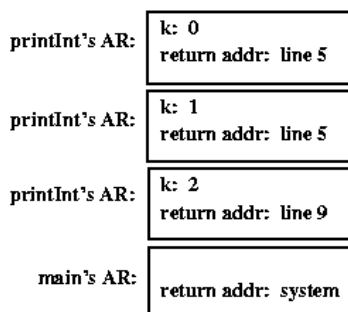 printInt's AR:
k: 0
return addr: line 5
printInt's AR:
k: 1
return addr: line 5
printInt's AR:
k: 2
return addr: line 9
main's AR:
return addr: system